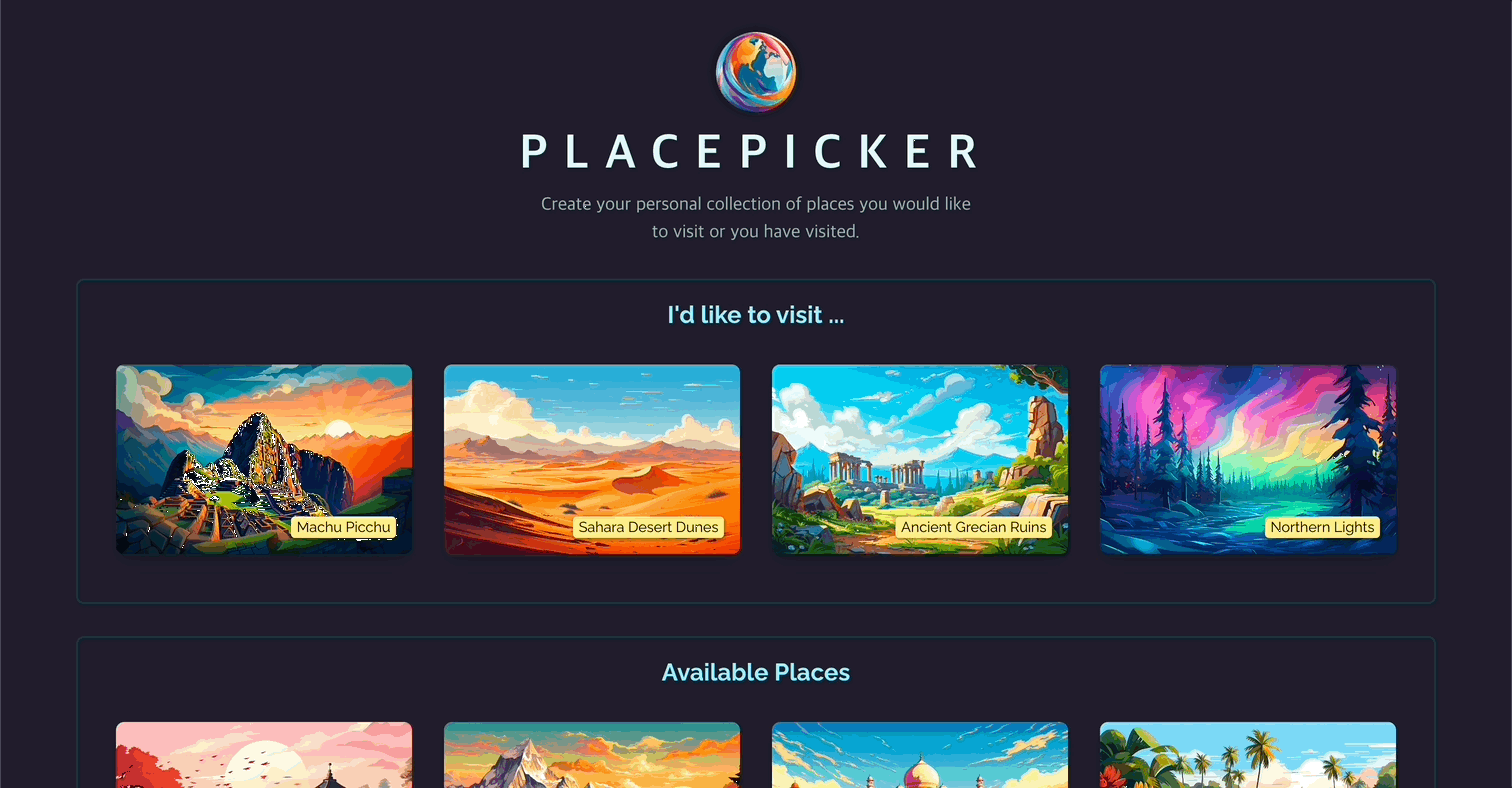 PLACEPICKER
Create your personal collection of places you would like
to visit or you have visited.
I'd like to visit ...
Machu Picchu
Sahara Desert Dunes
Ancient Grecian Ruins
Northern Lights
Available Places